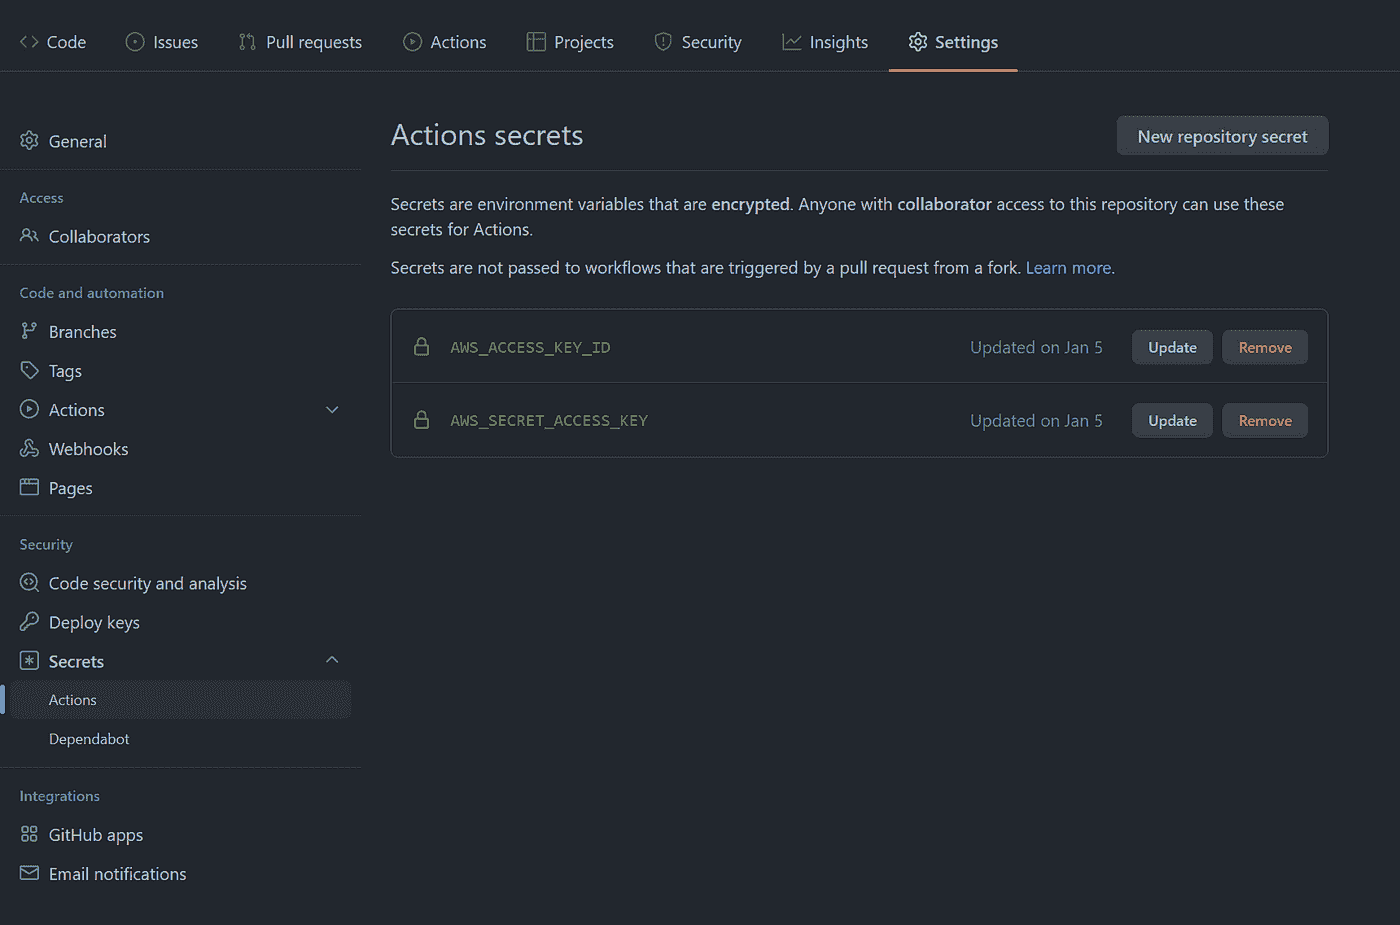 Code Issues Pull requests Actions Projects Security Insights Settings
General
Access
Collaborators
Code and automation
Branches
Tags
Actions
Webhooks
Pages
Security
Code security and analysis
Deploy keys
Secrets
Actions
Dependabot
Integrations
GitHub apps
Email notifications
Actions secrets
New repository secret
Secrets are environment variables that are encrypted. Anyone with collaborator access to this repository can use these
secrets for Actions.
Secrets are not passed to workflows that are triggered by a pull request from a fork. Learn more.
AWS_ACCESS_KEY_ID Updated on Jan 5 Update Remove
AWS_SECRET_ACCESS_KEY Updated on Jan 5 Update Remove